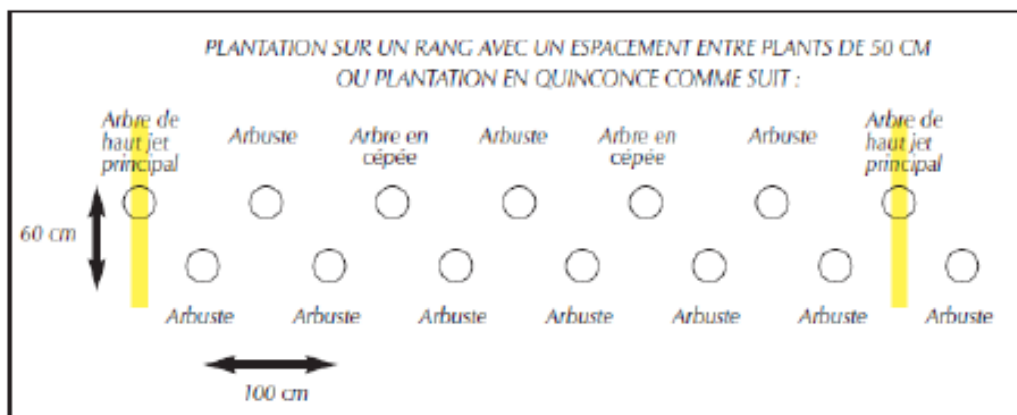 PLANTATION SUR UN RANG AVEC UN ESPACEMENT ENTRE PLANTS DE 50 CM
OU PLANTATION EN QUINCONCE COMME SUIT :
Arbre de
haut jet
principal
Arbuste
Arbre en
cépée
Arbuste
Arbre en
cépée
Arbuste
Arbre de
haut jet
principal
60 cm
Arbuste
Arbuste
Arbuste
Arbuste
Arbuste
Arbuste
Arbuste
100 cm